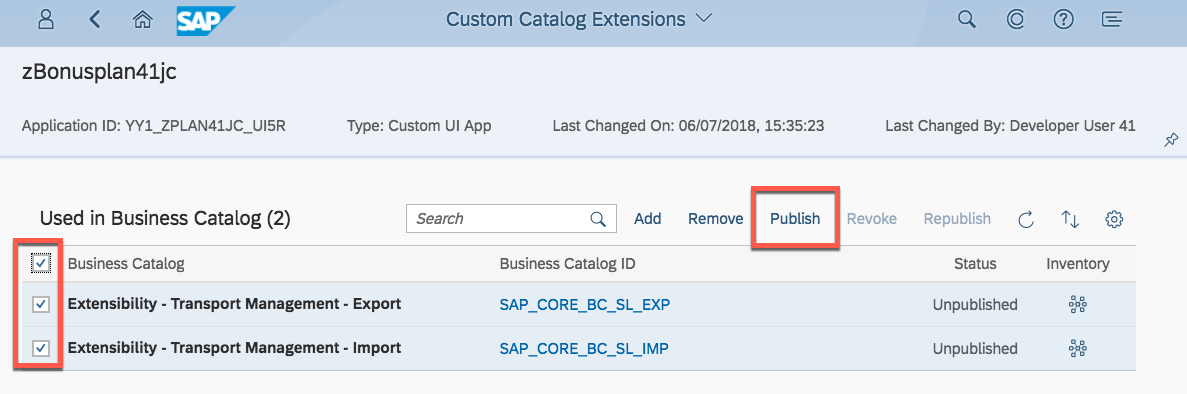 SAP Custom Catalog Extensions
zBonusplan41jc
Application ID: YY1_ZPLAN41JC_UI5R Type: Custom UI App Last Changed On: 06/07/2018, 15:35:23 Last Changed By: Developer User 41
Used in Business Catalog (2) Search Add Remove Publish Revoke Republish
Business Catalog Business Catalog ID Status Inventory
Extensibility - Transport Management - Export SAP_CORE_BC_SL_EXP Unpublished
Extensibility - Transport Management - Import SAP_CORE_BC_SL_IMP Unpublished